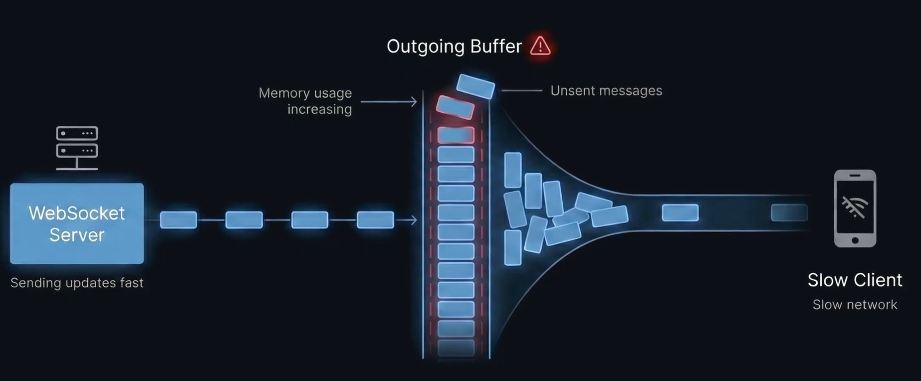 Outgoing Buffer
Memory usage
increasing
Unsent messages
WebSocket
Server
Sending updates fast
Slow Client
Slow network